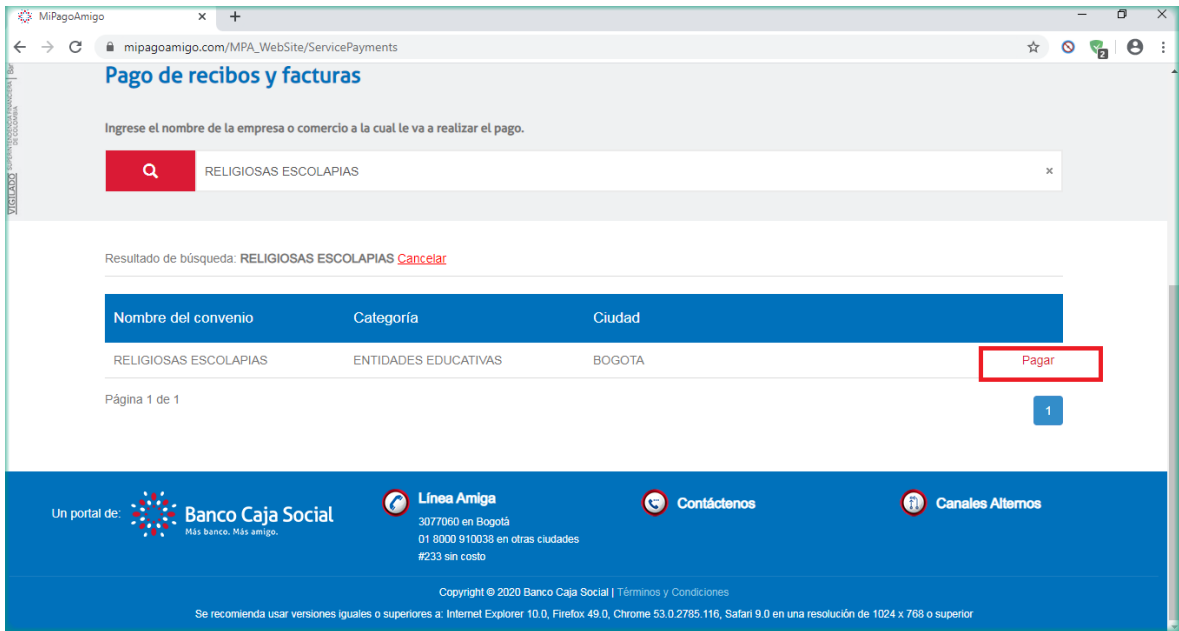 MiPagoAmigo
mipagoamigo.com/MPA_WebSite/ServicePayments
2
VIGILADO SUPERINTENDENCIA FINANCIERA
DE COLOMBIA
Pago de recibos y facturas
Ingrese el nombre de la empresa o comercio a la cual le va a realizar el pago.
RELIGIOSAS ESCOLAPIAS
Resultado de búsqueda: RELIGIOSAS ESCOLAPIAS Cancelar
Nombre del convenio Categoría Ciudad
RELIGIOSAS ESCOLAPIAS ENTIDADES EDUCATIVAS BOGOTA Pagar
Página 1 de 1
1
Un portal de: Banco Caja Social
Más banco. Más amigo.
Línea Amiga
3077060 en Bogotá
01 8000 910038 en otras ciudades
#233 sin costo
Contáctenos
Canales Alternos
Copyright © 2020 Banco Caja Social | Términos y Condiciones
Se recomienda usar versiones iguales o superiores a: Internet Explorer 10.0, Firefox 49.0, Chrome 53.0.2785.116, Safari 9.0 en una resolución de 1024 x 768 o superior